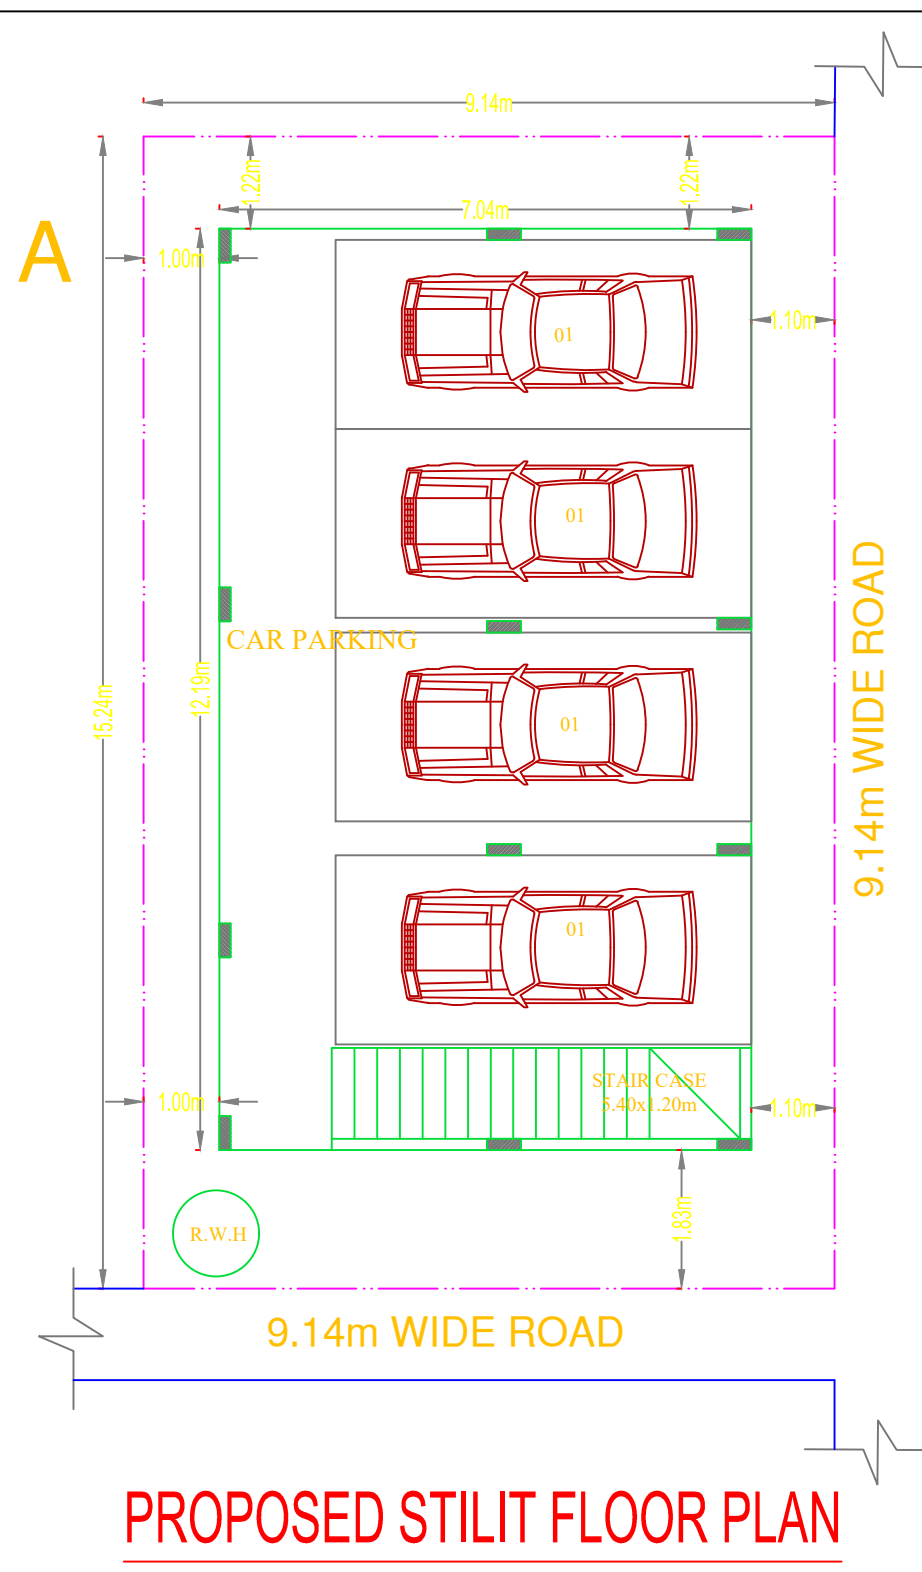 9.14m
1.22m
1.22m
7.04m
A
1.00m
01
1.10m
01
CAR PARKING
9.14m WIDE ROAD
15.24m
12.19m
01
01
STAIR CASE
5.40x1.20m
1.00m
1.10m
1.83m
R.W.H
9.14m WIDE ROAD
PROPOSED STILIT FLOOR PLAN